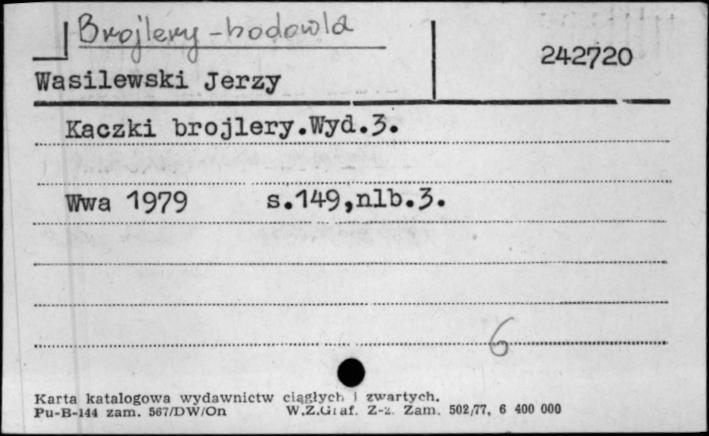 Brojlery - hodowla
242720
Wasilewski Jerzy
Kaczki brojlery.Wyd.3.
Wwa 1979 s.149,nlb.3.
6
Karta katalogowa wydawnictw ciągłych i zwartych.
Pu-B-144 zam. 567/DW/On W.Z.Graf. Z-z. Zam. 502/77, 6 400 000